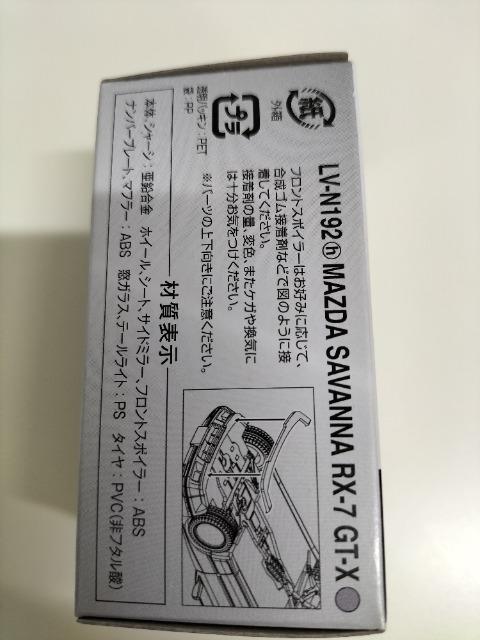 LV-N192ⓗ MAZDA SAVANNA RX-7 GT-X
紙
外箱
プラ
透明パッキン：PET
袋：PP
フロントスポイラーはお好みに応じて、
合成ゴム接着剤などで図のように接
着してください。
接着剤の量、変色、またケガや換気に
は十分お気をつけください。
※パーツの上下向きにご注意ください。
材質表示
本体、シャーシ：亜鉛合金　ホイール、シート、サイドミラー、フロントスポイラー：ABS
ナンバープレート、マフラー：ABS　窓ガラス、テールライト：PS　タイヤ：PVC（非フタル酸）